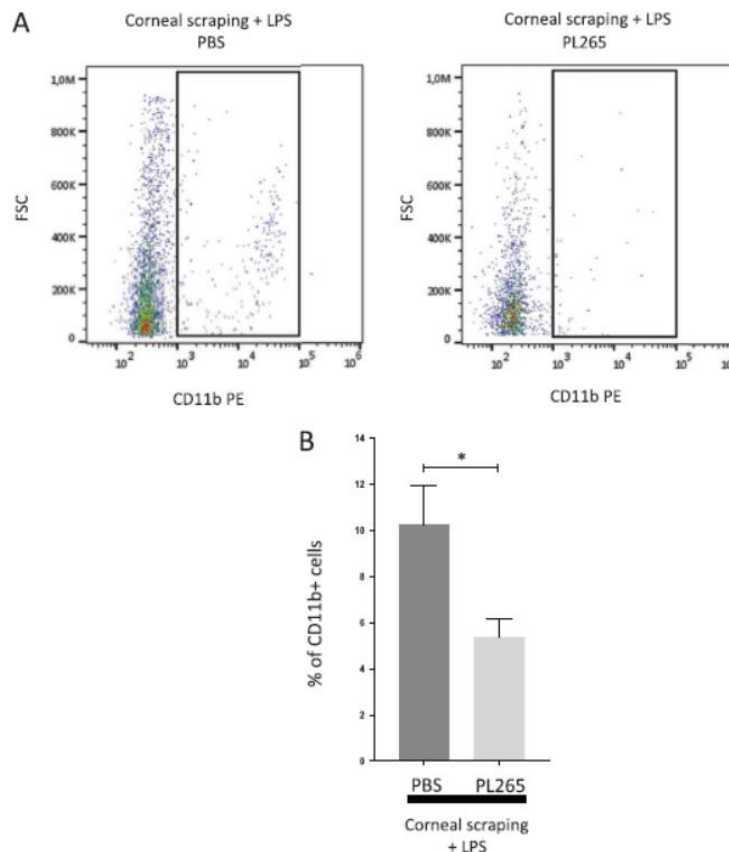 A
Corneal scraping + LPS
PBS
1,0M
800K
600K
400K
200K
0
FSC
10²
10³
10⁴
10⁵
10⁶
CD11b PE
Corneal scraping + LPS
PL265
1,0M
800K
600K
400K
200K
0
FSC
10²
10³
10⁴
10⁵
10
CD11b PE
B
14
12
10
8
6
4
2
0
% of CD11b+ cells
*
PBS PL265
Corneal scraping
+ LPS